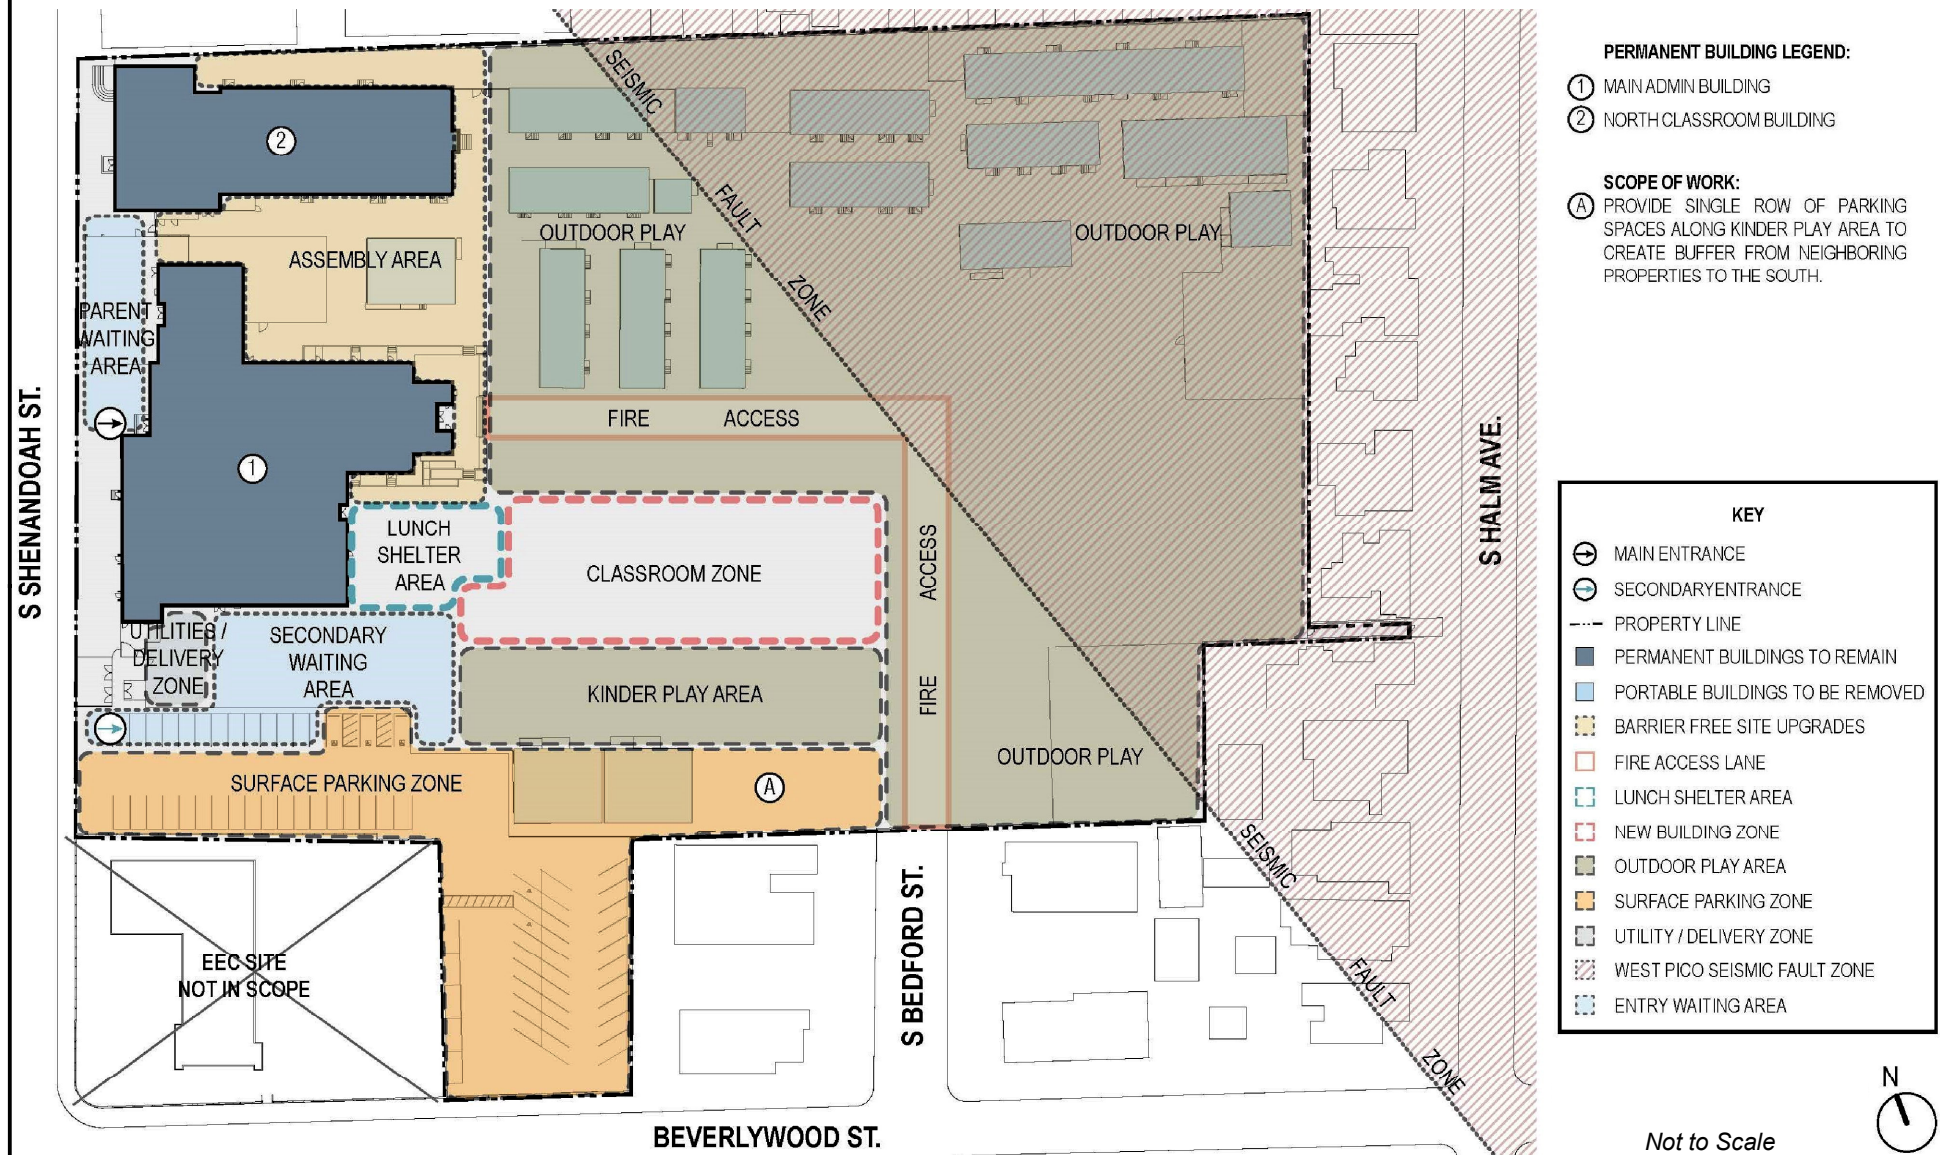 PERMANENT BUILDING LEGEND:
1 MAIN ADMIN BUILDING
2 NORTH CLASSROOM BUILDING
SCOPE OF WORK:
A PROVIDE SINGLE ROW OF PARKING
SPACES ALONG KINDER PLAY AREA TO
CREATE BUFFER FROM NEIGHBORING
PROPERTIES TO THE SOUTH.
SEISMIC
FAULT
ZONE
2
ASSEMBLY AREA
OUTDOOR PLAY
OUTDOOR PLAY
PARENT
WAITING
AREA
FIRE ACCESS
1
S SHENANDOAH ST.
S HALM AVE.
LUNCH
SHELTER
AREA
CLASSROOM ZONE
ACCESS
FIRE
UTILITIES /
DELIVERY
ZONE
SECONDARY
WAITING
AREA
KINDER PLAY AREA
OUTDOOR PLAY
SURFACE PARKING ZONE
A
SEISMIC
FAULT
ZONE
EEC SITE
NOT IN SCOPE
S BEDFORD ST.
BEVERLYWOOD ST.
KEY
MAIN ENTRANCE
SECONDARY ENTRANCE
PROPERTY LINE
PERMANENT BUILDINGS TO REMAIN
PORTABLE BUILDINGS TO BE REMOVED
BARRIER FREE SITE UPGRADES
FIRE ACCESS LANE
LUNCH SHELTER AREA
NEW BUILDING ZONE
OUTDOOR PLAY AREA
SURFACE PARKING ZONE
UTILITY / DELIVERY ZONE
WEST PICO SEISMIC FAULT ZONE
ENTRY WAITING AREA
N
Not to Scale